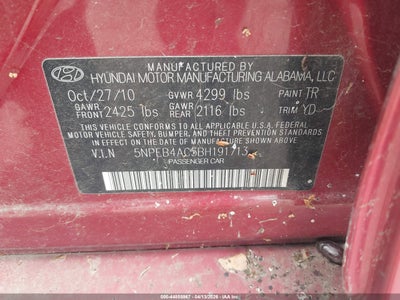 MANUFACTURED BY
HYUNDAI MOTOR MANUFACTURING ALABAMA, LLC
Oct/27/10 GVWR 4299 lbs PAINT TR
GAWR FRONT 2425 lbs GAWR REAR 2116 lbs TRIM YD
THIS VEHICLE CONFORMS TO ALL APPLICABLE U.S.A. FEDERAL
MOTOR VEHICLE SAFETY, BUMPER, AND THEFT PREVENTION
STANDARDS IN EFFECT ON THE DATE OF MANUFACTURE SHOWN ABOVE.
V.I.N
PASSENGER CAR